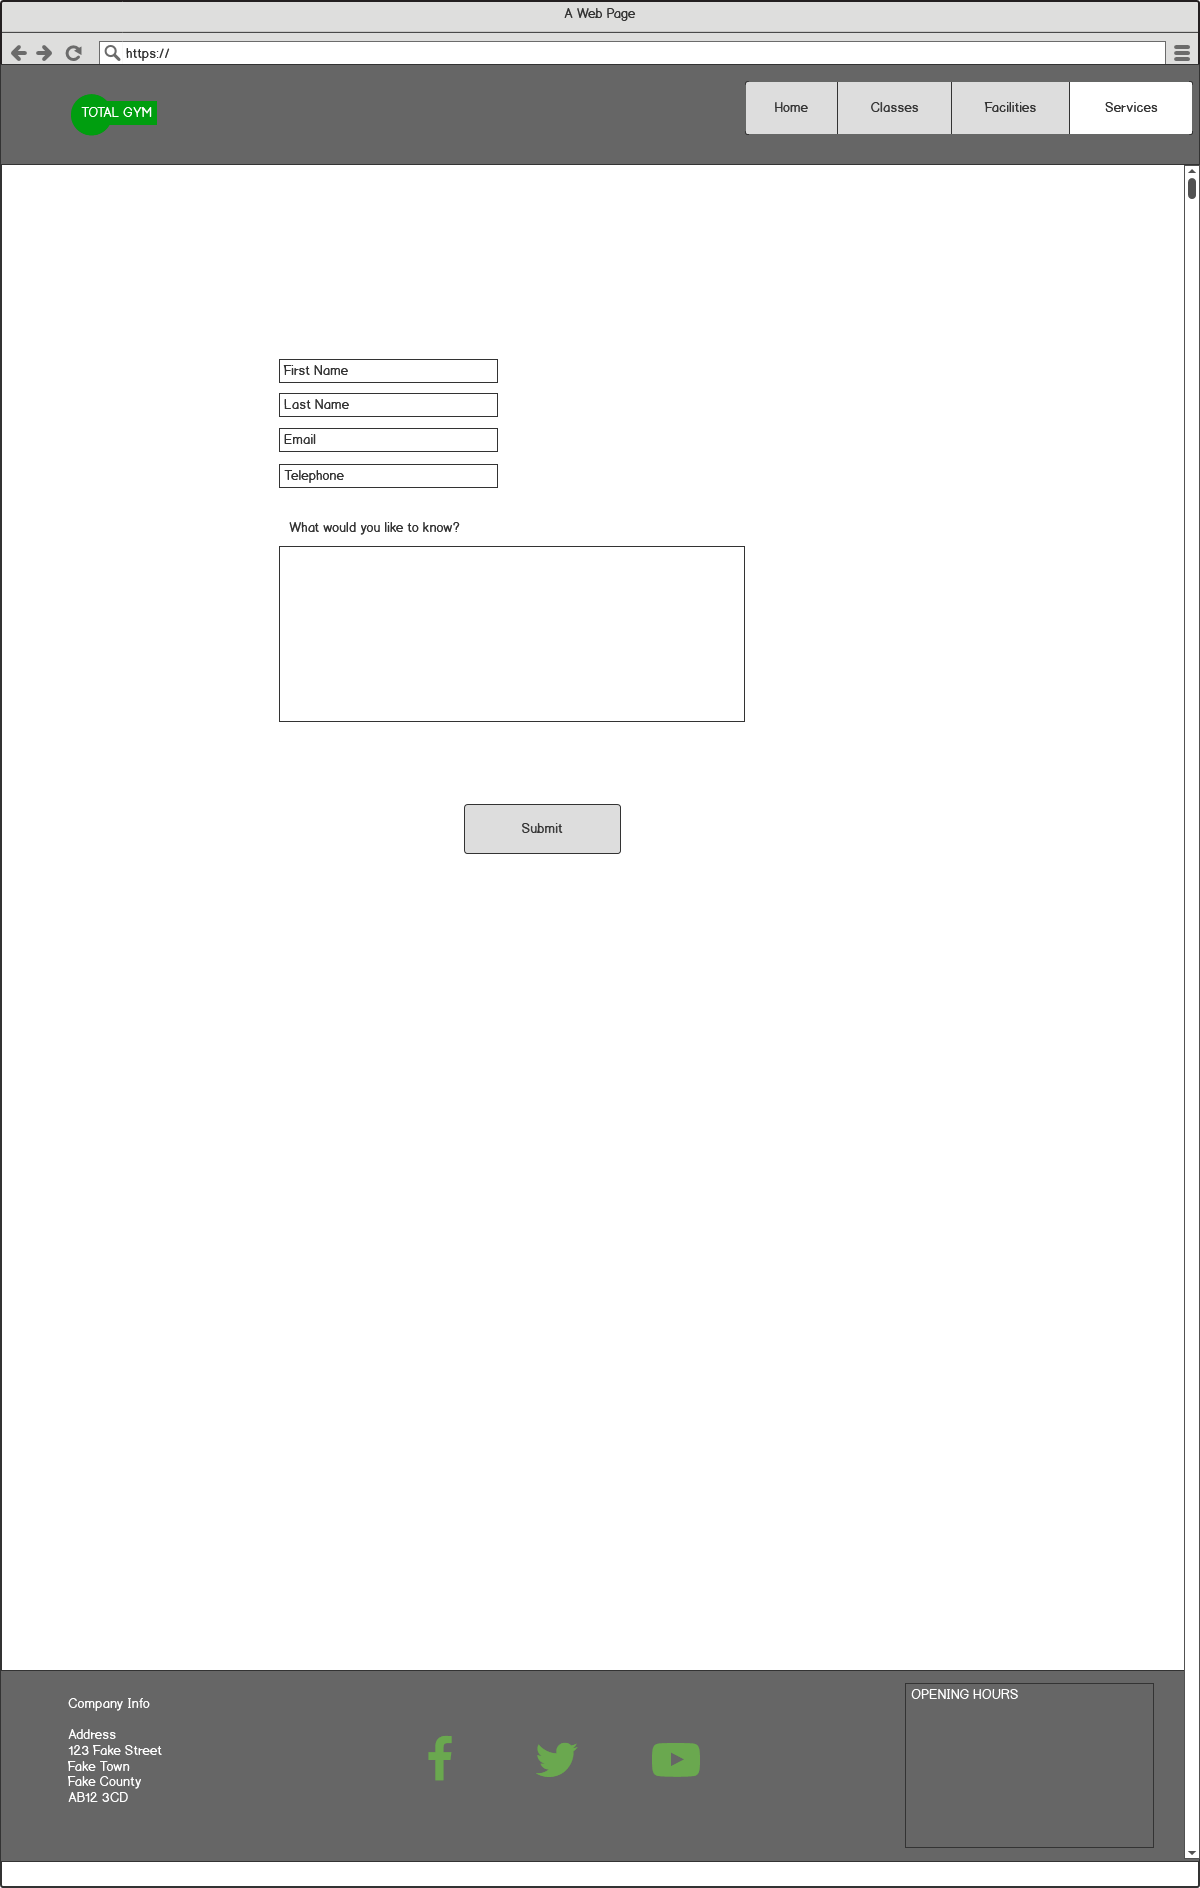 A Web Page
https://
TOTAL GYM
Home
Classes
Facilities
Services
First Name
Last Name
Email
Telephone
What would you like to know?
Submit
Company Info
Address
123 Fake Street
Fake Town
Fake County
AB12 3CD
OPENING HOURS